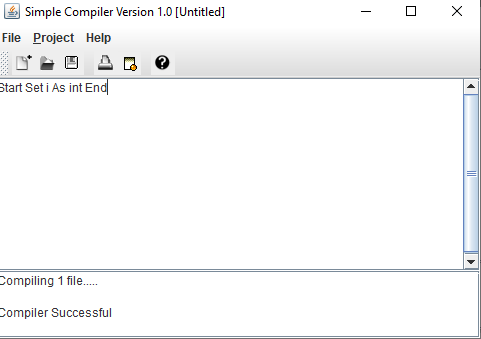 Simple Compiler Version 1.0 [Untitled]
File Project Help
Start Set i As int End
Compiling 1 file.....
Compiler Successful